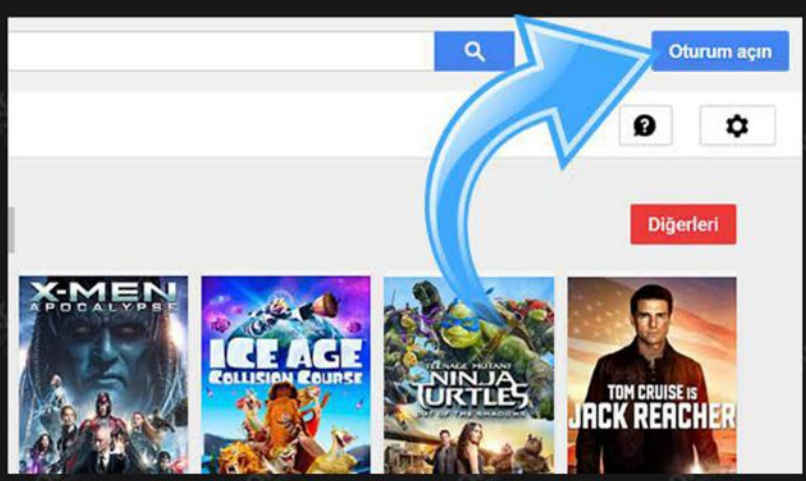 Oturum açın
Diğerleri
X-MEN
APOCALYPSE
ICE AGE
COLLISION COURSE
TEENAGE MUTANT
NINJA
TURTLES
OUT OF THE SHADOWS
TOM CRUISE IS
JACK REACHER